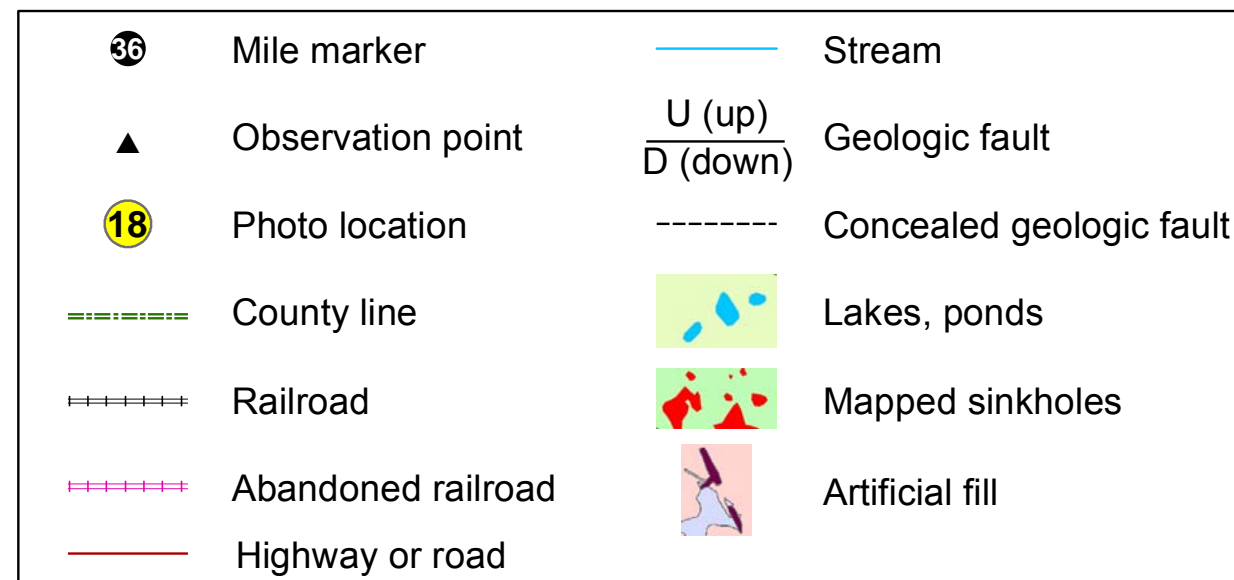 36 Mile marker
Observation point
18 Photo location
County line
Railroad
Abandoned railroad
Highway or road
Stream
U (up)
D (down)
Geologic fault
Concealed geologic fault
Lakes, ponds
Mapped sinkholes
Artificial fill